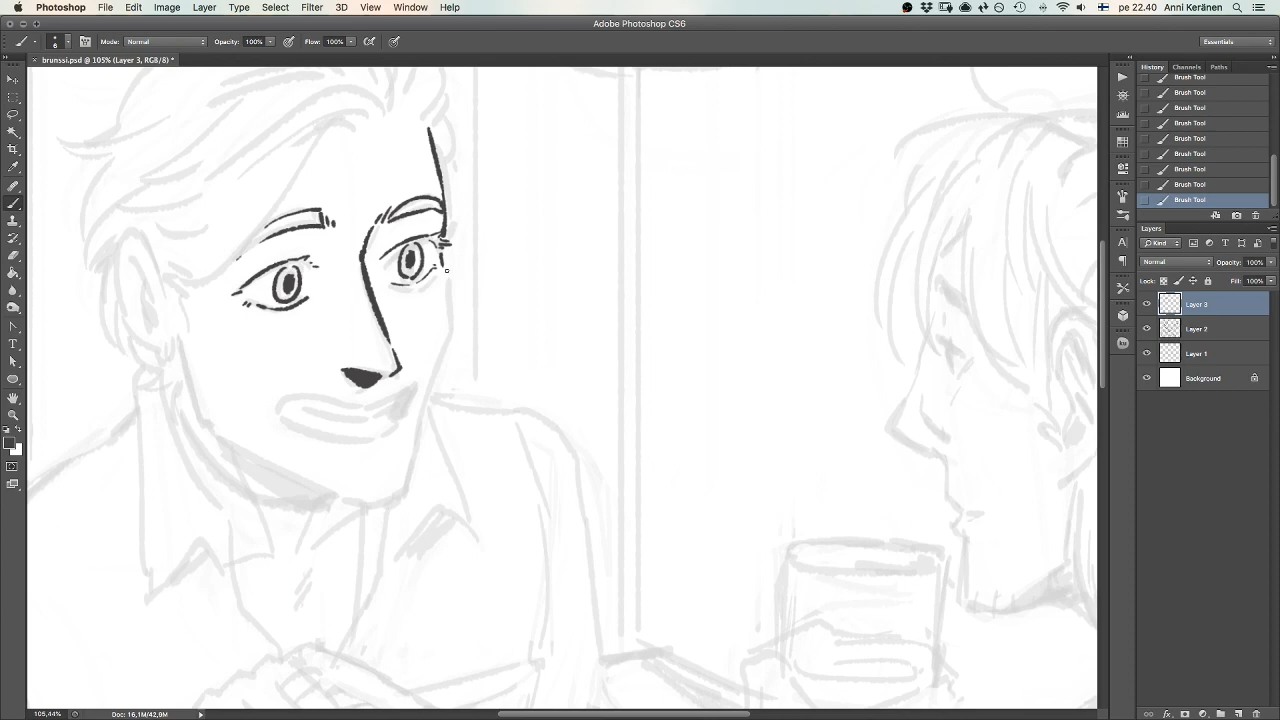 Photoshop File Edit Image Layer Type Select Filter 3D View Window Help pe 22.40 Anni Keränen
Adobe Photoshop CS6
6 Mode: Normal Opacity: 100% Flow: 100% Essentials
× brunssi.psd @ 105% (Layer 3, RGB/8) *
History Channels Paths
Brush Tool
Brush Tool
Brush Tool
Brush Tool
Brush Tool
Brush Tool
Brush Tool
Brush Tool
Brush Tool
Layers
Kind
Normal Opacity: 100%
Lock: Fill: 100%
Layer 3
Layer 2
Layer 1
Background
105,44% Doc: 16,1M/42,9M